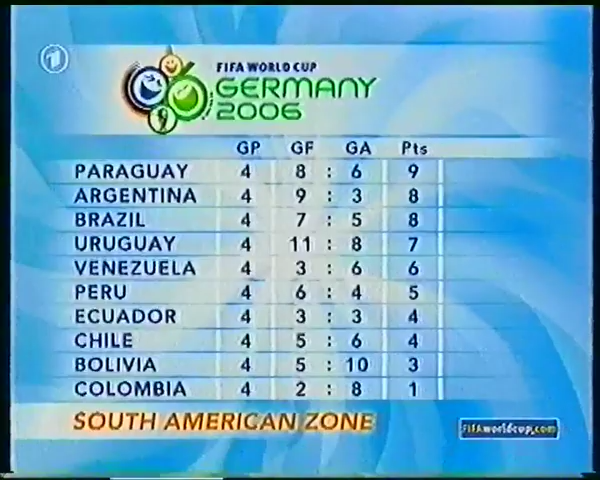 1
FIFA WORLD CUP
GERMANY
2006
GP GF GA Pts
PARAGUAY 4 8 : 6 9
ARGENTINA 4 9 : 3 8
BRAZIL 4 7 : 5 8
URUGUAY 4 11 : 8 7
VENEZUELA 4 3 : 6 6
PERU 4 6 : 4 5
ECUADOR 4 3 : 3 4
CHILE 4 5 : 6 4
BOLIVIA 4 5 : 10 3
COLOMBIA 4 2 : 8 1
SOUTH AMERICAN ZONE
FIFAworldcup.com